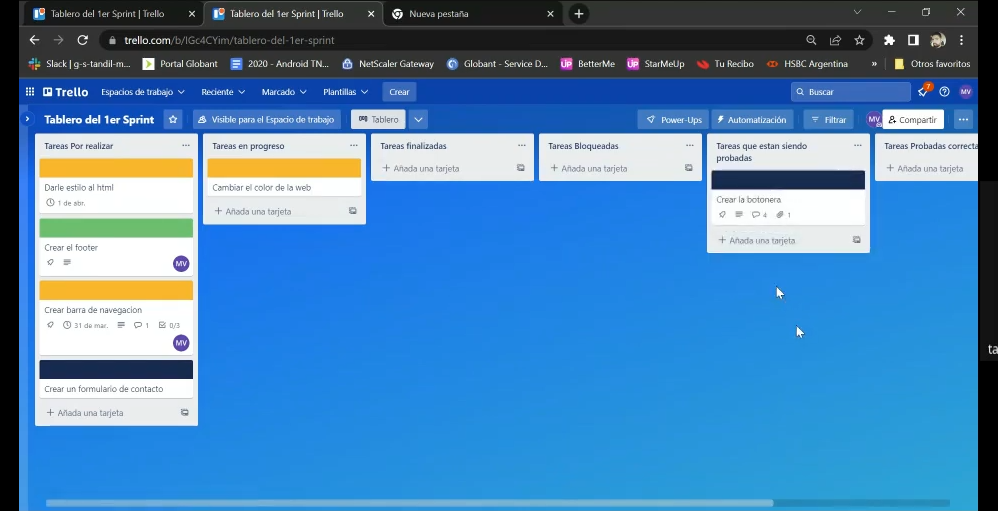 Tablero del 1er Sprint | Trello
Tablero del 1er Sprint | Trello
Nueva pestaña
trello.com/b/IGc4CYim/tablero-del-1er-sprint
Slack | g-s-tandil-m...
Portal Globant
2020 - Android TN...
NetScaler Gateway
Globant - Service D...
UP BetterMe
UP StarMeUp
Tu Recibo
HSBC Argentina
»
Otros favoritos
Trello
Espacios de trabajo
Reciente
Marcado
Plantillas
Crear
Buscar
7
MV
Tablero del 1er Sprint
Visible para el Espacio de trabajo
Tablero
Power-Ups
Automatización
Filtrar
MV
Compartir
Tareas Por realizar
Darle estilo al html
1 de abr.
Crear el footer
MV
Crear barra de navegacion
31 de mar.
1
0/3
MV
Crear un formulario de contacto
+ Añada una tarjeta
Tareas en progreso
Cambiar el color de la web
+ Añada una tarjeta
Tareas finalizadas
+ Añada una tarjeta
Tareas Bloqueadas
+ Añada una tarjeta
Tareas que estan siendo
probadas
Crear la botonera
4
1
+ Añada una tarjeta
Tareas Probadas correcta
+ Añada una tarjeta
ta